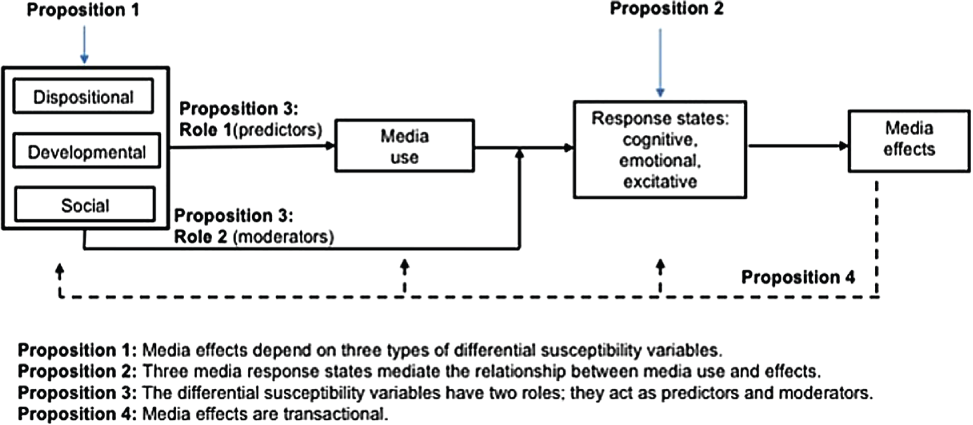 Proposition 1
Proposition 2
Dispositional
Developmental
Social
Proposition 3:
Role 1(predictors)
Proposition 3:
Role 2 (moderators)
Media
use
Response states:
cognitive,
emotional,
excitative
Media
effects
Proposition 4
Proposition 1: Media effects depend on three types of differential susceptibility variables.
Proposition 2: Three media response states mediate the relationship between media use and effects.
Proposition 3: The differential susceptibility variables have two roles; they act as predictors and moderators.
Proposition 4: Media effects are transactional.